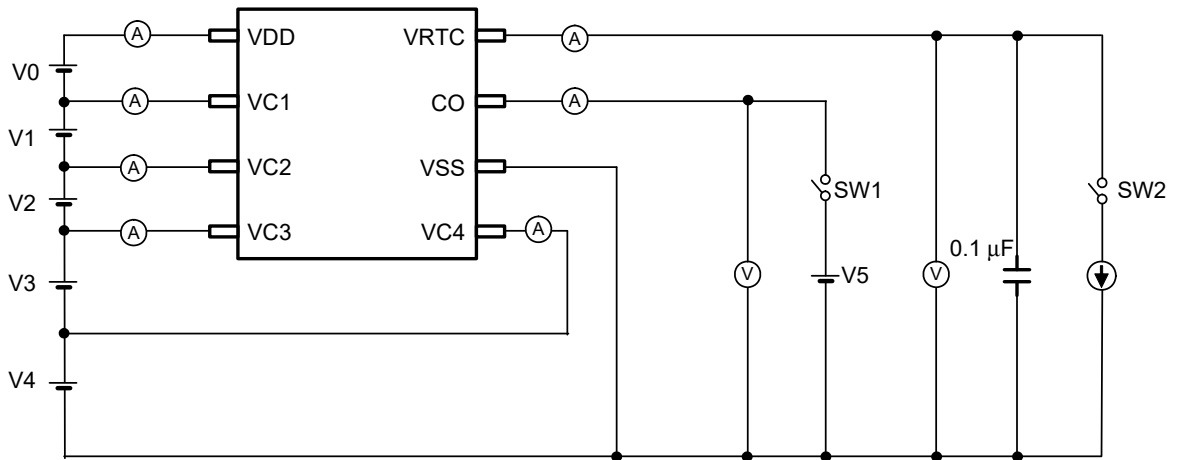 A
VDD
VRTC
A
V0
A
VC1
CO
A
V1
A
VC2
VSS
SW1
SW2
V2
A
VC3
VC4
A
V3
V
V5
V
0.1 μF
V4